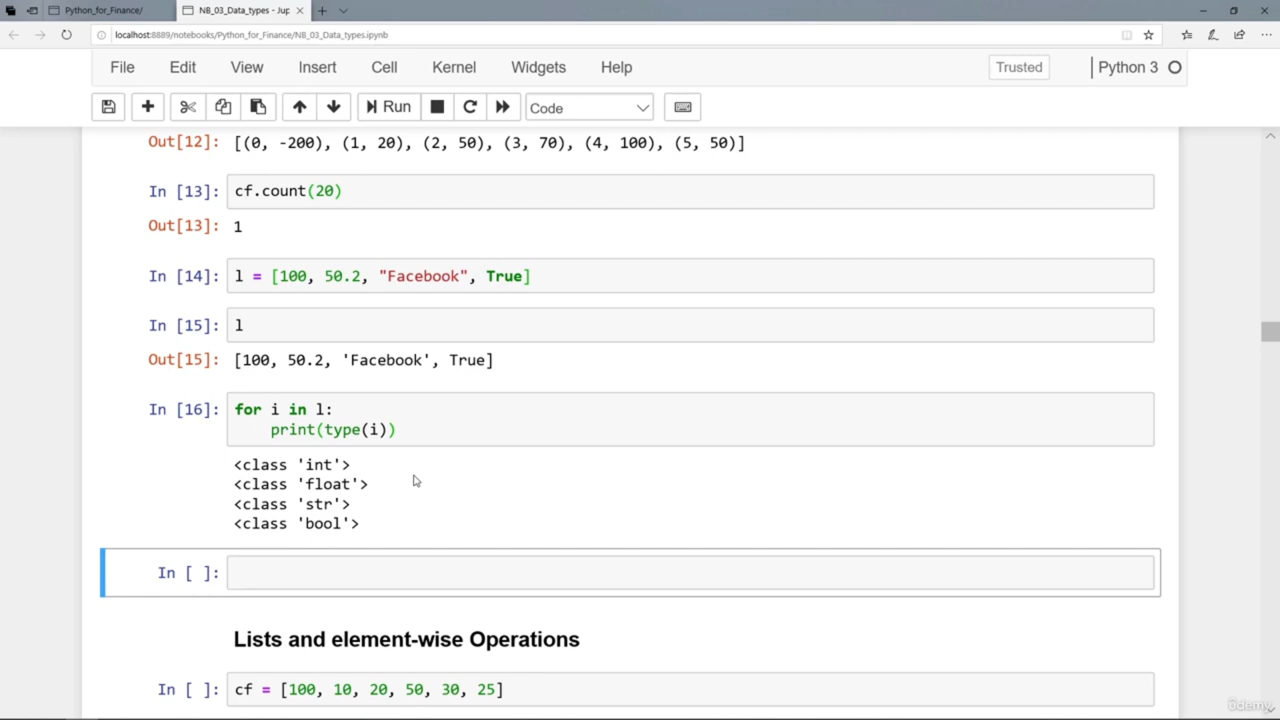 Python_for_Finance/
NB_03_Data_types - Jup
localhost:8889/notebooks/Python_for_Finance/NB_03_Data_types.ipynb
File Edit View Insert Cell Kernel Widgets Help Trusted Python 3
Run Code
Out[12]: [(0, -200), (1, 20), (2, 50), (3, 70), (4, 100), (5, 50)]
In [13]: cf.count(20)
Out[13]: 1
In [14]: l = [100, 50.2, "Facebook", True]
In [15]: l
Out[15]: [100, 50.2, 'Facebook', True]
In [16]: for i in l:
print(type(i))
<class 'int'>
<class 'float'>
<class 'str'>
<class 'bool'>
In [ ]:
Lists and element-wise Operations
In [ ]: cf = [100, 10, 20, 50, 30, 25]
ûdemy